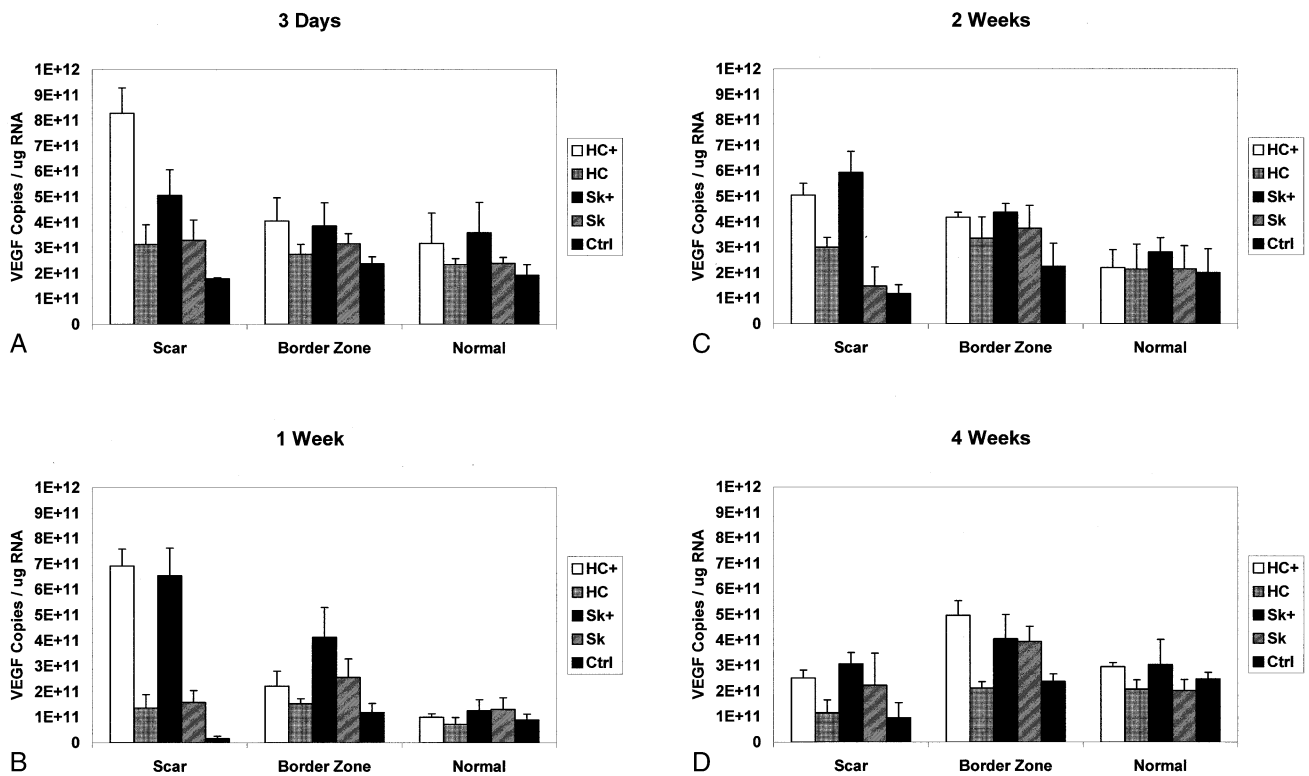 3 Days
VEGF Copies / ug RNA
1E+12
9E+11
8E+11
7E+11
6E+11
5E+11
4E+11
3E+11
2E+11
1E+11
0
Scar Border Zone Normal
HC+
HC
Sk+
Sk
Ctrl
A
2 Weeks
VEGF Copies / ug RNA
1E+12
9E+11
8E+11
7E+11
6E+11
5E+11
4E+11
3E+11
2E+11
1E+11
0
Scar Border Zone Normal
HC+
HC
Sk+
Sk
Ctrl
C
1 Week
VEGF Copies / ug RNA
1E+12
9E+11
8E+11
7E+11
6E+11
5E+11
4E+11
3E+11
2E+11
1E+11
0
Scar Border Zone Normal
HC+
HC
Sk+
Sk
Ctrl
B
4 Weeks
VEGF Copies / ug RNA
1E+12
9E+11
8E+11
7E+11
6E+11
5E+11
4E+11
3E+11
2E+11
1E+11
0
Scar Border Zone Normal
HC+
HC
Sk+
Sk
Ctrl
D